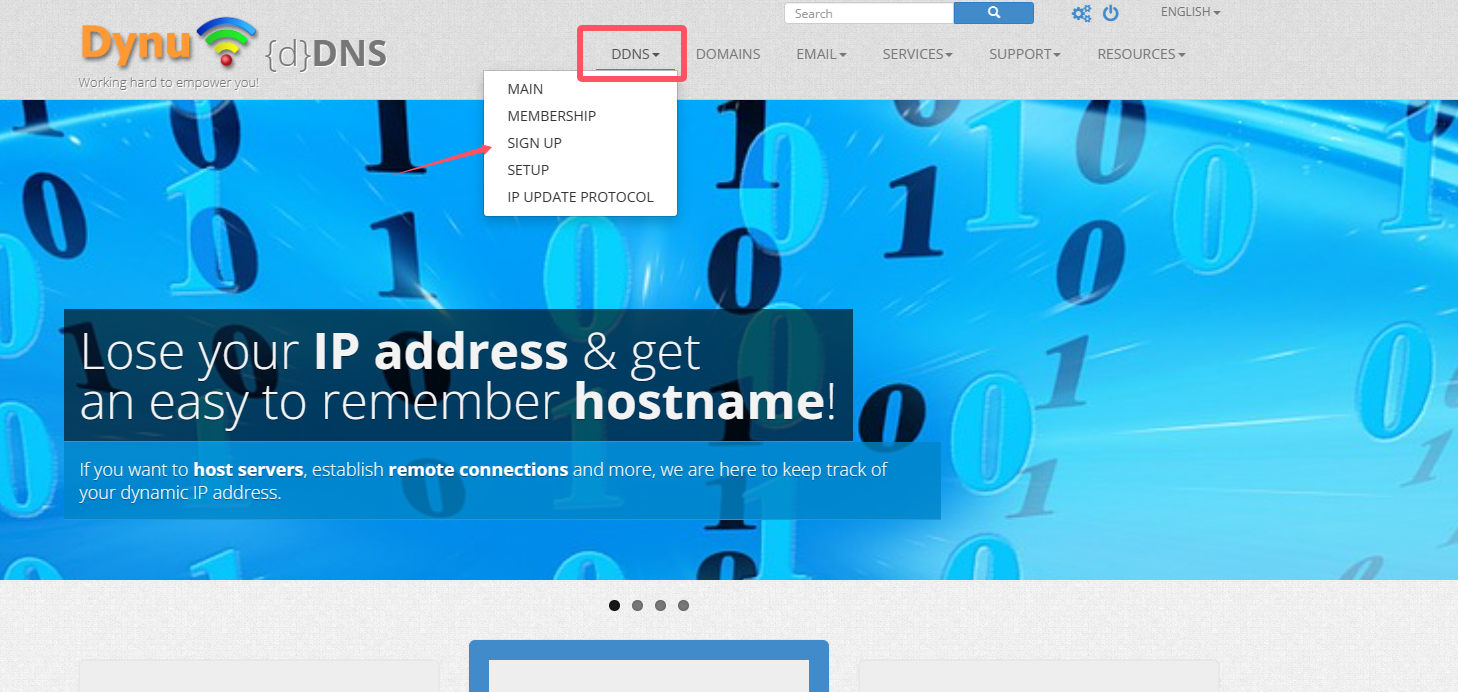 Search
ENGLISH
Dynu {d}DNS
Working hard to empower you!
DDNS DOMAINS EMAIL SERVICES SUPPORT RESOURCES
MAIN
MEMBERSHIP
SIGN UP
SETUP
IP UPDATE PROTOCOL
Lose your IP address & get
an easy to remember hostname!
If you want to host servers, establish remote connections and more, we are here to keep track of
your dynamic IP address.